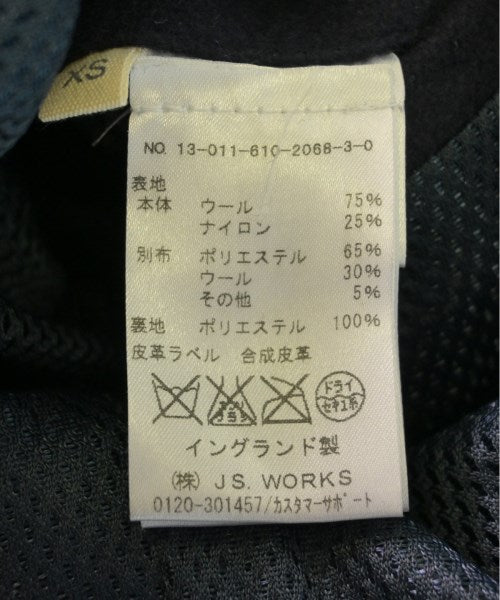 XS
NO. 13-011-610-2068-3-0
表地
本体 ウール 75%
ナイロン 25%
別布 ポリエステル 65%
ウール 30%
その他 5%
裏地 ポリエステル 100%
皮革ラベル 合成皮革
ドライ
セキユ系
イングランド製
(株) J.S. WORKS
0120-301457/カスタマーサポート